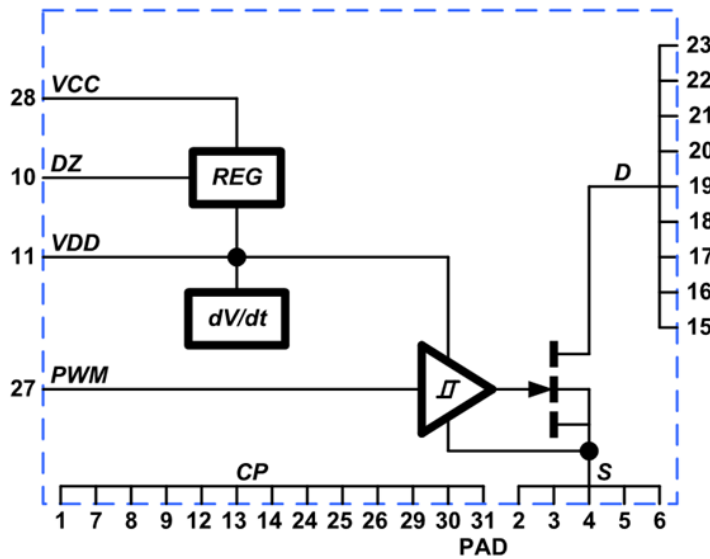 23
28 VCC 22
21
20
10 DZ REG D 19
18
11 VDD 17
16
dV/dt 15
27 PWM
CP S
1 7 8 9 12 13 14 24 25 26 29 30 31 2 3 4 5 6
PAD